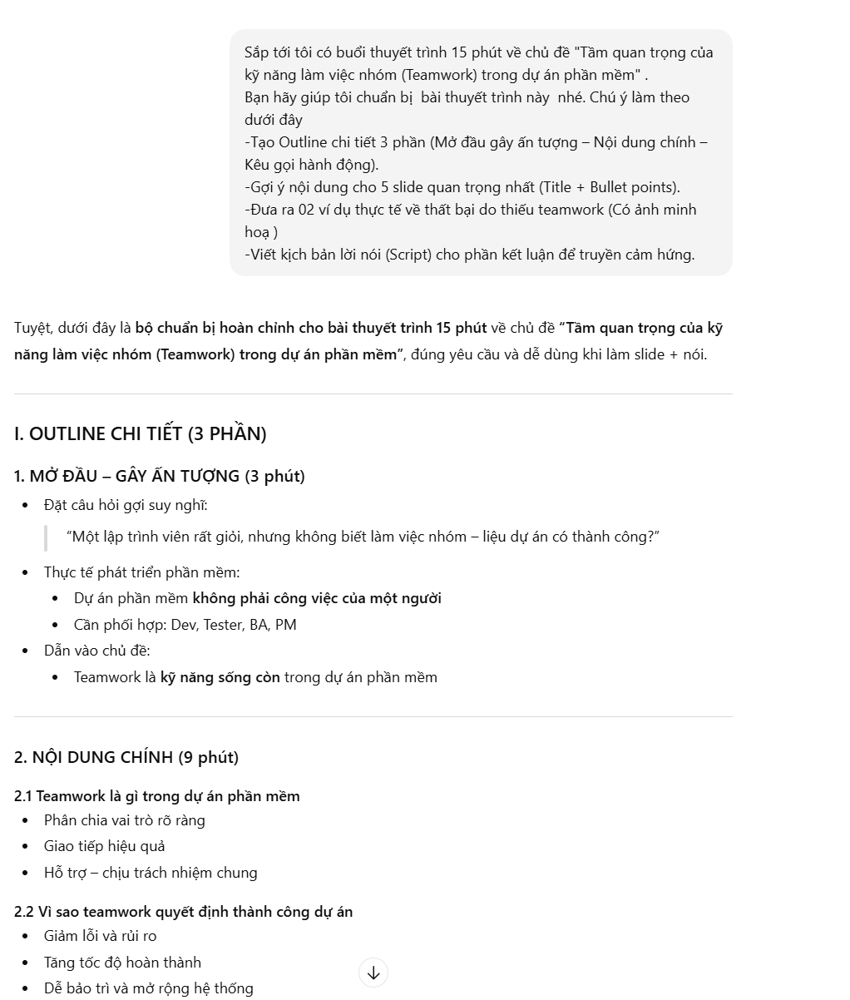 Sắp tới tôi có buổi thuyết trình 15 phút về chủ đề "Tầm quan trọng của
kỹ năng làm việc nhóm (Teamwork) trong dự án phần mềm" .
Bạn hãy giúp tôi chuẩn bị  bài thuyết trình này  nhé. Chú ý làm theo
dưới đây
-Tạo Outline chi tiết 3 phần (Mở đầu gây ấn tượng – Nội dung chính –
Kêu gọi hành động).
-Gợi ý nội dung cho 5 slide quan trọng nhất (Title + Bullet points).
-Đưa ra 02 ví dụ thực tế về thất bại do thiếu teamwork (Có ảnh minh
hoạ )
-Viết kịch bản lời nói (Script) cho phần kết luận để truyền cảm hứng.
Tuyệt, dưới đây là bộ chuẩn bị hoàn chỉnh cho bài thuyết trình 15 phút về chủ đề “Tầm quan trọng của kỹ
năng làm việc nhóm (Teamwork) trong dự án phần mềm”, đúng yêu cầu và dễ dùng khi làm slide + nói.
I. OUTLINE CHI TIẾT (3 PHẦN)
1. MỞ ĐẦU – GÂY ẤN TƯỢNG (3 phút)
• Đặt câu hỏi gợi suy nghĩ:
“Một lập trình viên rất giỏi, nhưng không biết làm việc nhóm – liệu dự án có thành công?”
• Thực tế phát triển phần mềm:
• Dự án phần mềm không phải công việc của một người
• Cần phối hợp: Dev, Tester, BA, PM
• Dẫn vào chủ đề:
• Teamwork là kỹ năng sống còn trong dự án phần mềm
2. NỘI DUNG CHÍNH (9 phút)
2.1 Teamwork là gì trong dự án phần mềm
• Phân chia vai trò rõ ràng
• Giao tiếp hiệu quả
• Hỗ trợ – chịu trách nhiệm chung
2.2 Vì sao teamwork quyết định thành công dự án
• Giảm lỗi và rủi ro
• Tăng tốc độ hoàn thành
• Dễ bảo trì và mở rộng hệ thống